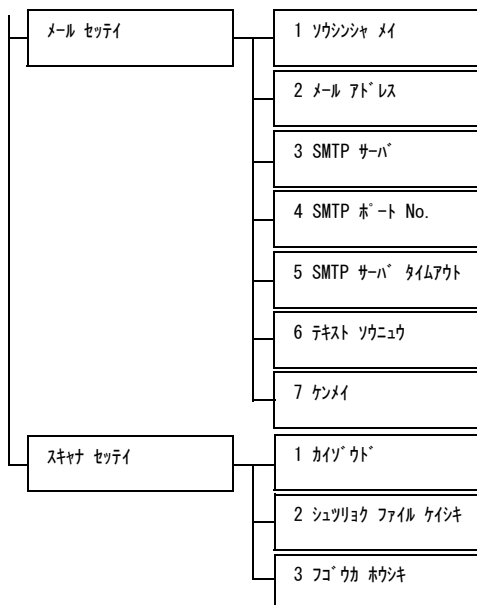 ﾒｰﾙ ｾｯﾃｲ
1 ｿｳｼﾝｼｬ ﾒｲ
2 ﾒｰﾙ ｱﾄﾞﾚｽ
3 SMTP ｻｰﾊﾞ
4 SMTP ﾎﾟｰﾄ No.
5 SMTP ｻｰﾊﾞ ﾀｲﾑｱｳﾄ
6 ﾃｷｽﾄ ｿｳﾆｭｳ
7 ｹﾝﾒｲ
ｽｷｬﾅ ｾｯﾃｲ
1 ｶｲｿﾞｳﾄﾞ
2 ｼｭﾂﾘｮｸ ﾌｧｲﾙ ｹｲｼｷ
3 ﾌｺﾞｳｶ ﾎｳｼｷ